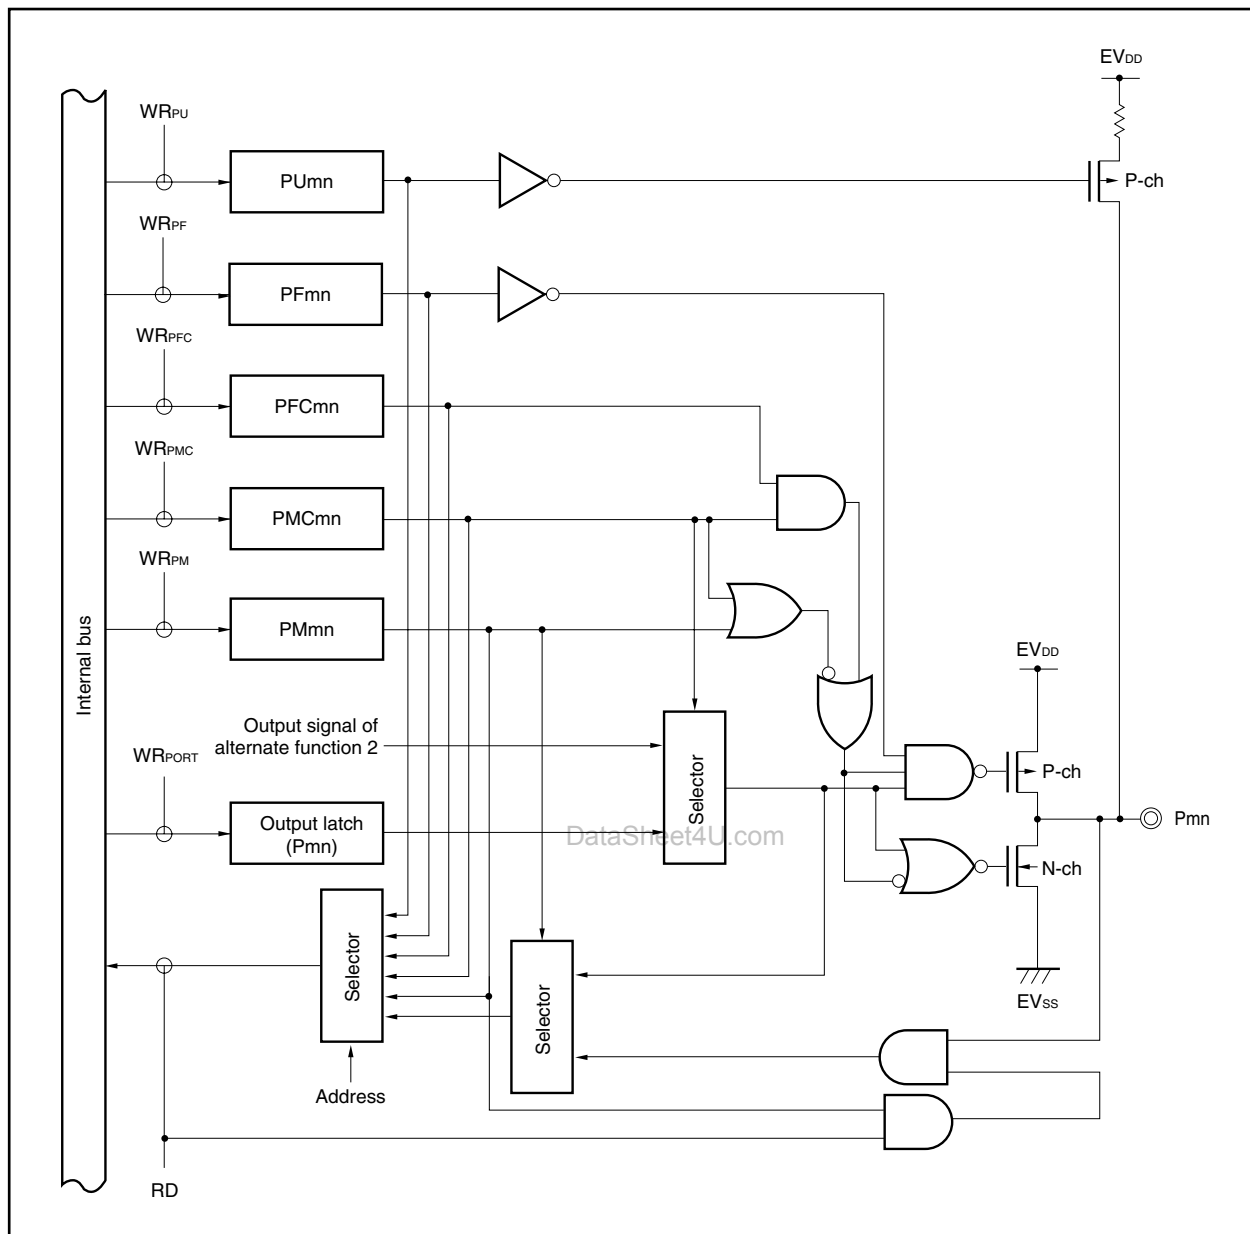 EVDD
WRPU
PUmn
P-ch
WRPF
PFmn
WRPFC
PFCmn
WRPMC
PMCmn
WRPM
PMmn
Internal bus
EVDD
Output signal of
alternate function 2
WRPORT
Selector
P-ch
Output latch
(Pmn)
DataSheet4U.com
Pmn
N-ch
Selector
Selector
EVSS
Address
RD